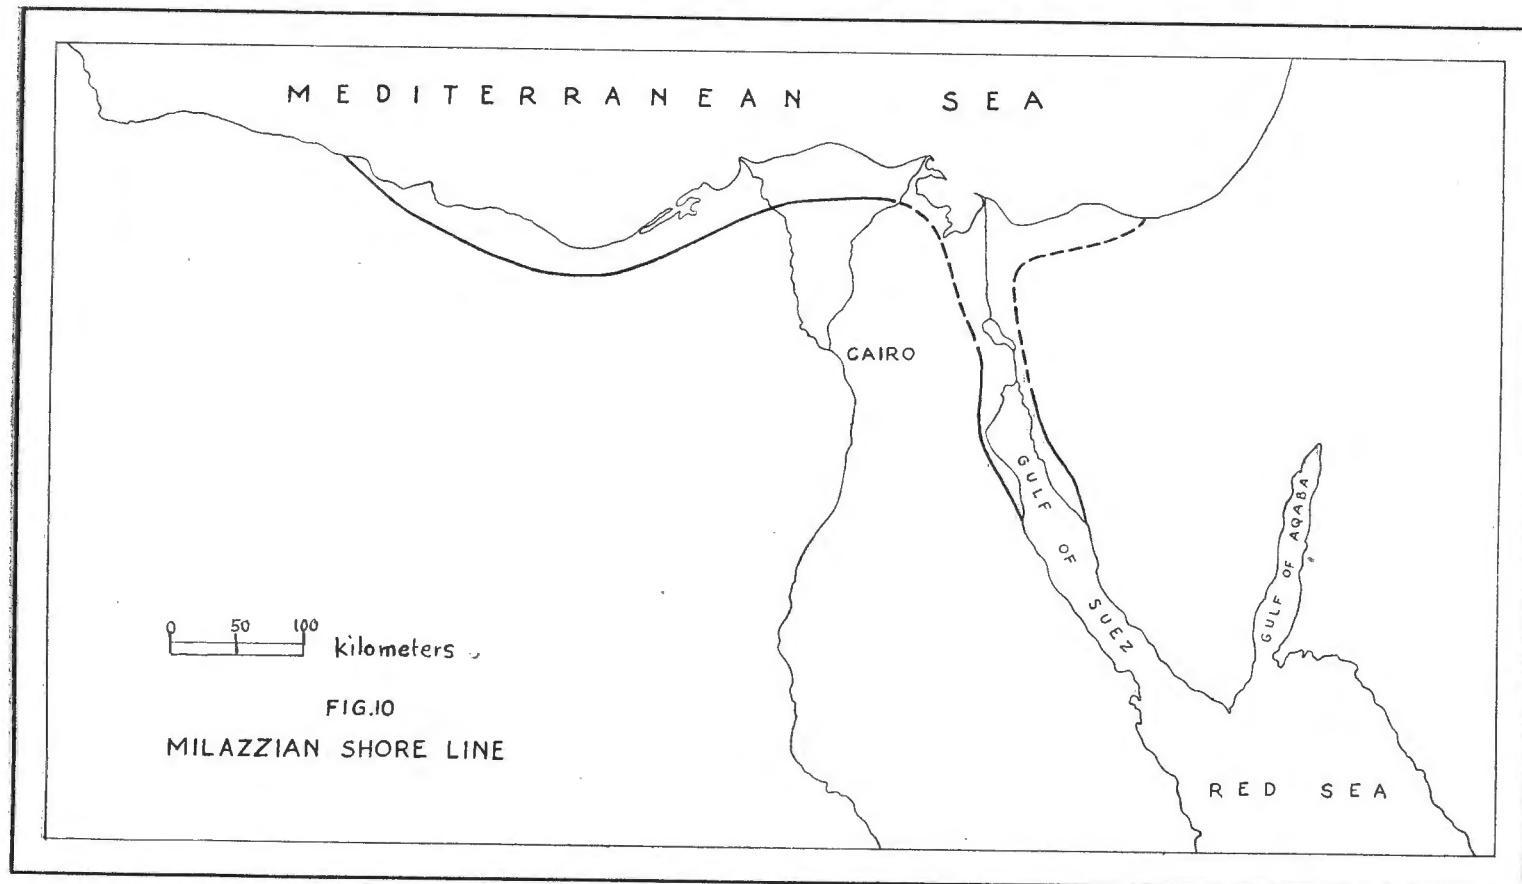 MEDITERRANEAN SEA
CAIRO
GULF OF SUEZ
GULF OF AQABA
0 50 100
kilometers
FIG.10
MILAZZIAN SHORE LINE
RED SEA